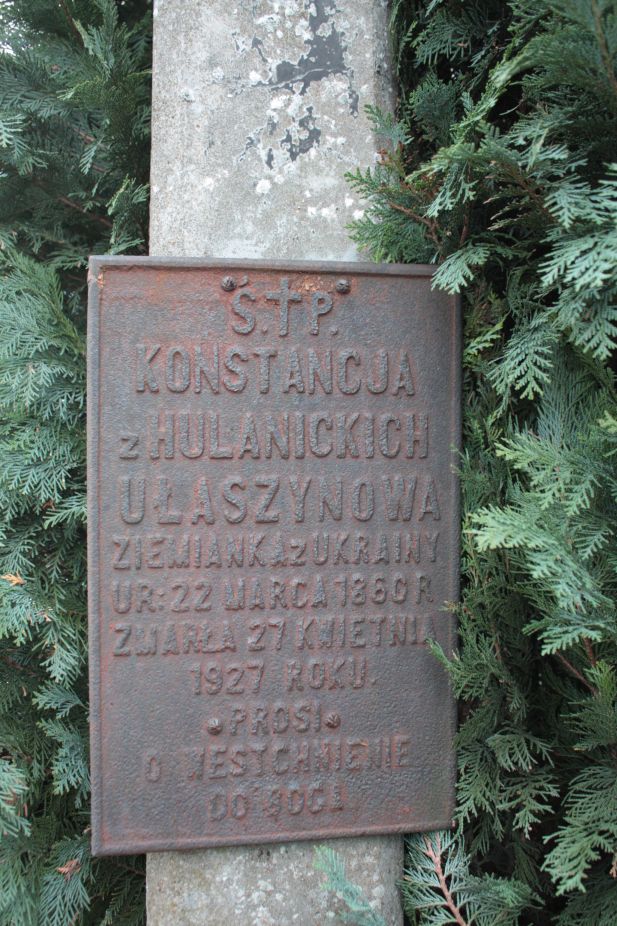 Ś.†P.
KONSTANCJA
z HULANICKICH
UŁASZYNOWA
ZIEMIANKA z UKRAINY
UR: 22 MARCA 1860 R
ZMARŁA 27 KWIETNIA
1927 ROKU.
PROSI
O WESTCHNIENIE
DO BOGA.